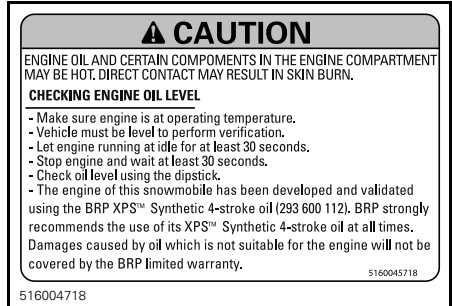 CAUTION
ENGINE OIL AND CERTAIN COMPOMENTS IN THE ENGINE COMPARTMENT
MAY BE HOT. DIRECT CONTACT MAY RESULT IN SKIN BURN.
CHECKING ENGINE OIL LEVEL
- Make sure engine is at operating temperature.
- Vehicle must be level to perform verification.
- Let engine running at idle for at least 30 seconds.
- Stop engine and wait at least 30 seconds.
- Check oil level using the dipstick.
- The engine of this snowmobile has been developed and validated
using the BRP XPS™ Synthetic 4-stroke oil (293 600 112). BRP strongly
recommends the use of its XPS™ Synthetic 4-stroke oil at all times.
Damages caused by oil which is not suitable for the engine will not be
covered by the BRP limited warranty.
5160045718
516004718